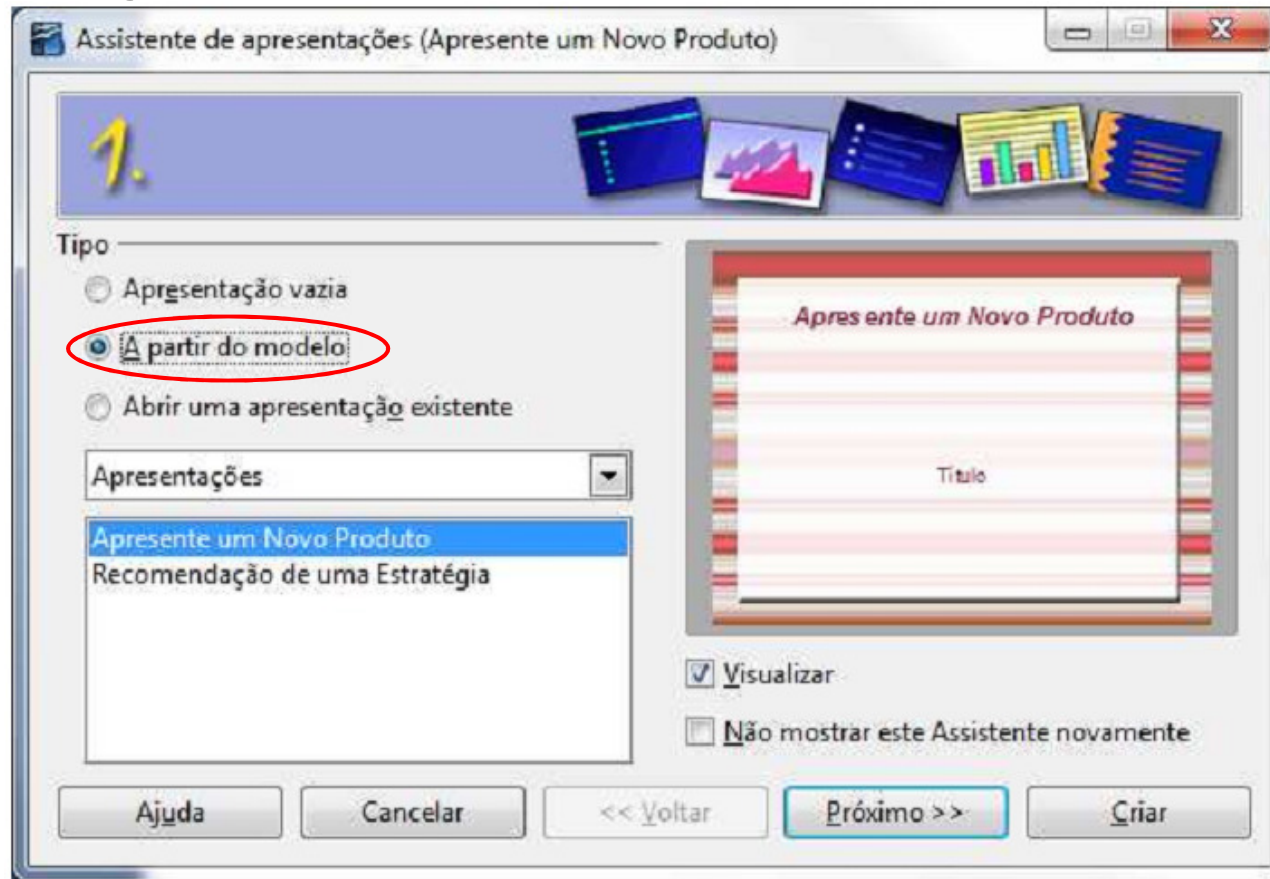 Assistente de apresentações (Apresente um Novo Produto)
1.
Tipo
Apresentação vazia
A partir do modelo
Abrir uma apresentação existente
Apresentações
Apresente um Novo Produto
Recomendação de uma Estratégia
Apresente um Novo Produto
Título
Visualizar
Não mostrar este Assistente novamente
Ajuda Cancelar << Voltar Próximo >> Criar